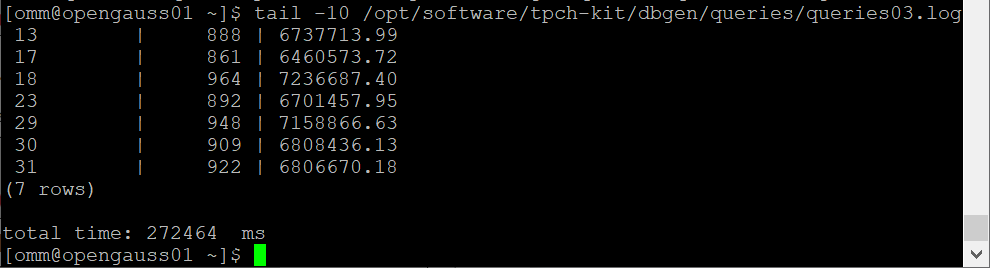 [omm@opengauss01 ~]$ tail -10 /opt/software/tpch-kit/dbgen/queries/queries03.log
13 | 888 | 6737713.99
17 | 861 | 6460573.72
18 | 964 | 7236687.40
23 | 892 | 6701457.95
29 | 948 | 7158866.63
30 | 909 | 6808436.13
31 | 922 | 6806670.18
(7 rows)
total time: 272464  ms
[omm@opengauss01 ~]$